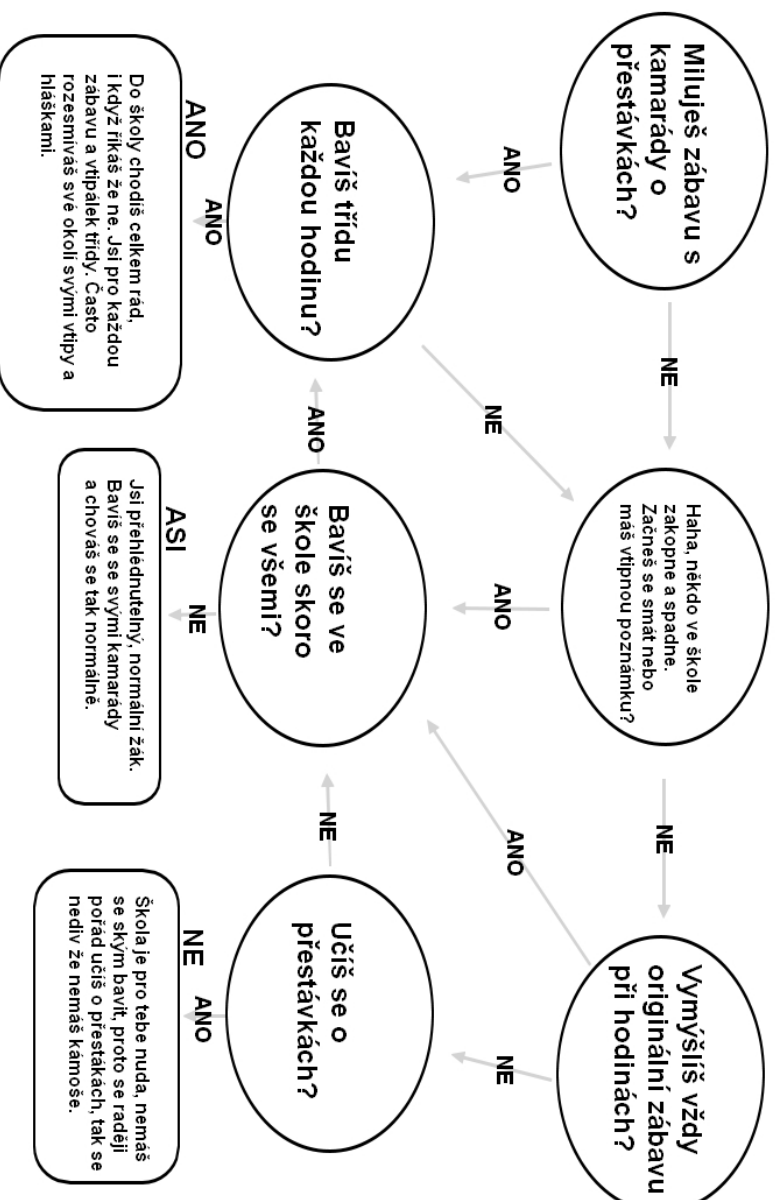 Miluješ zábavu s
kamarády o
přestávkách?
NE
Haha, někdo ve škole
zakopne a spadne.
Začneš se smát nebo
máš vtipnou poznámku?
NE
Vymýšlíš vždy
originální zábavu
při hodinách?
ANO
NE
ANO
ANO
NE
Bavíš třídu
každou hodinu?
ANO
Bavíš se ve
škole skoro
se všemi?
NE
Učíš se o
přestávkách?
ANO
NE
ANO
ANO
Do školy chodíš celkem rád,
i když říkáš že ne. Jsi pro každou
zábavu a vtipálek třídy. Často
rozesmíváš své okolí svými vtipy a
hláškami.
ASI
Jsi přehlédnutelný, normální žák.
Bavíš se se svými kamarády
a chováš se tak normálně.
NE
Škola je pro tebe nuda, nemáš
se ským bavit, proto se raději
pořád učíš o přestákách, tak se
nediv že nemáš kámoše.